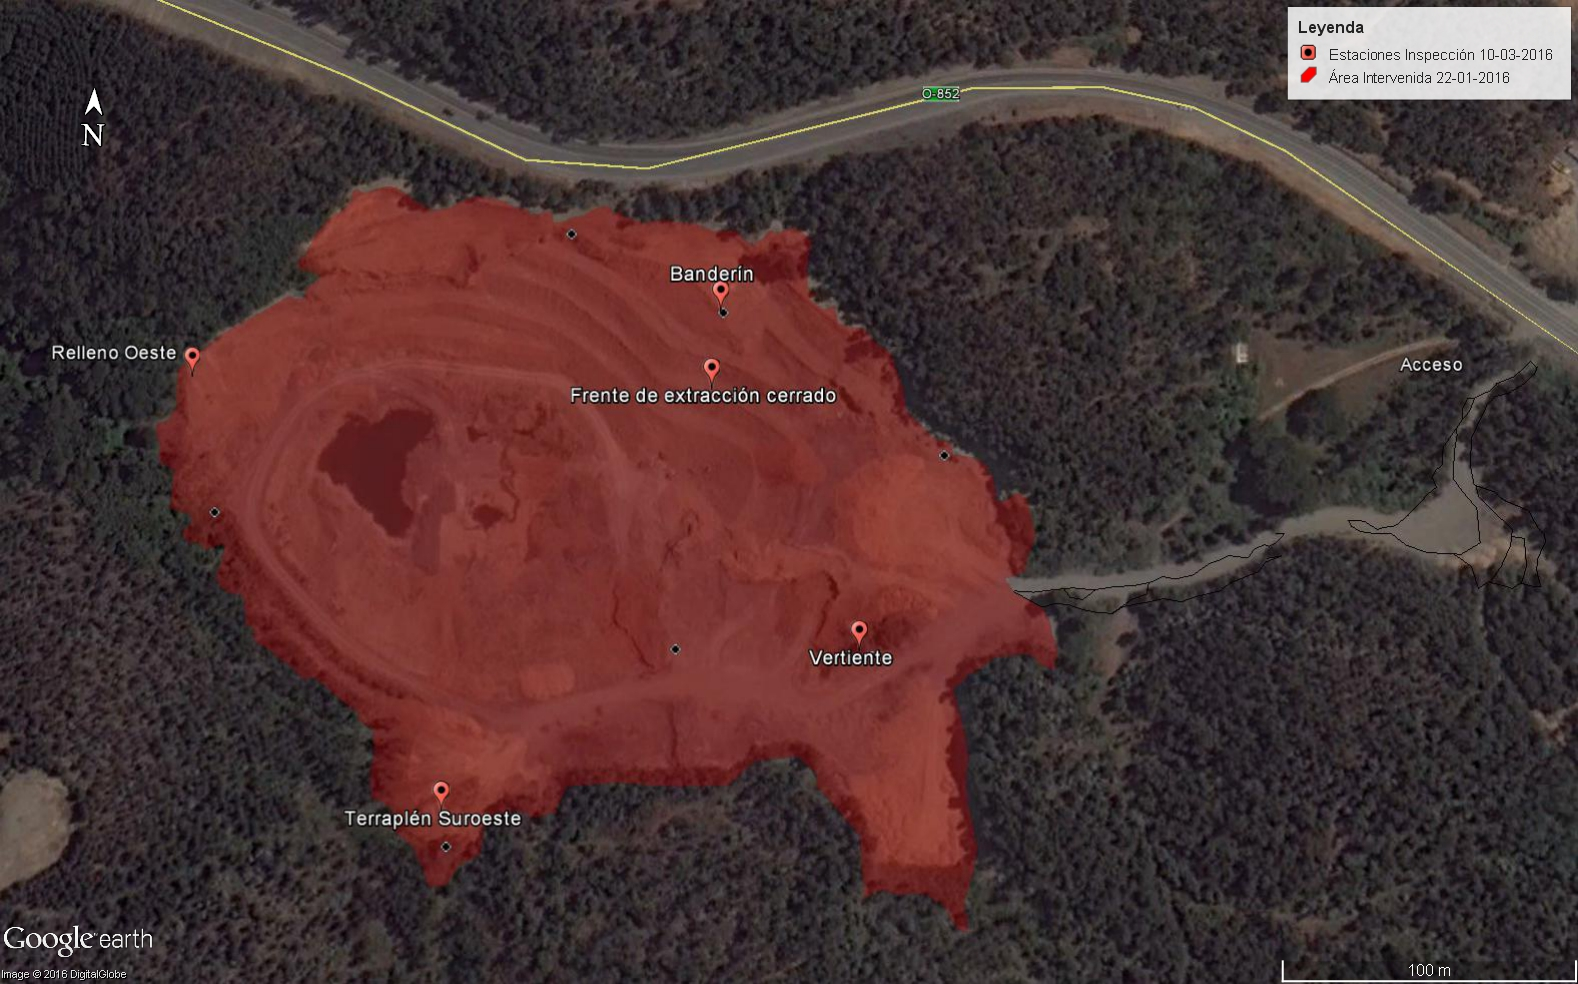 Leyenda
Estaciones Inspección 10-03-2016
Área Intervenida 22-01-2016
O-852
N
Banderín
Relleno Oeste
Acceso
Frente de extracción cerrado
Vertiente
Terraplén Suroeste
Google earth
Image © 2016 DigitalGlobe
100 m